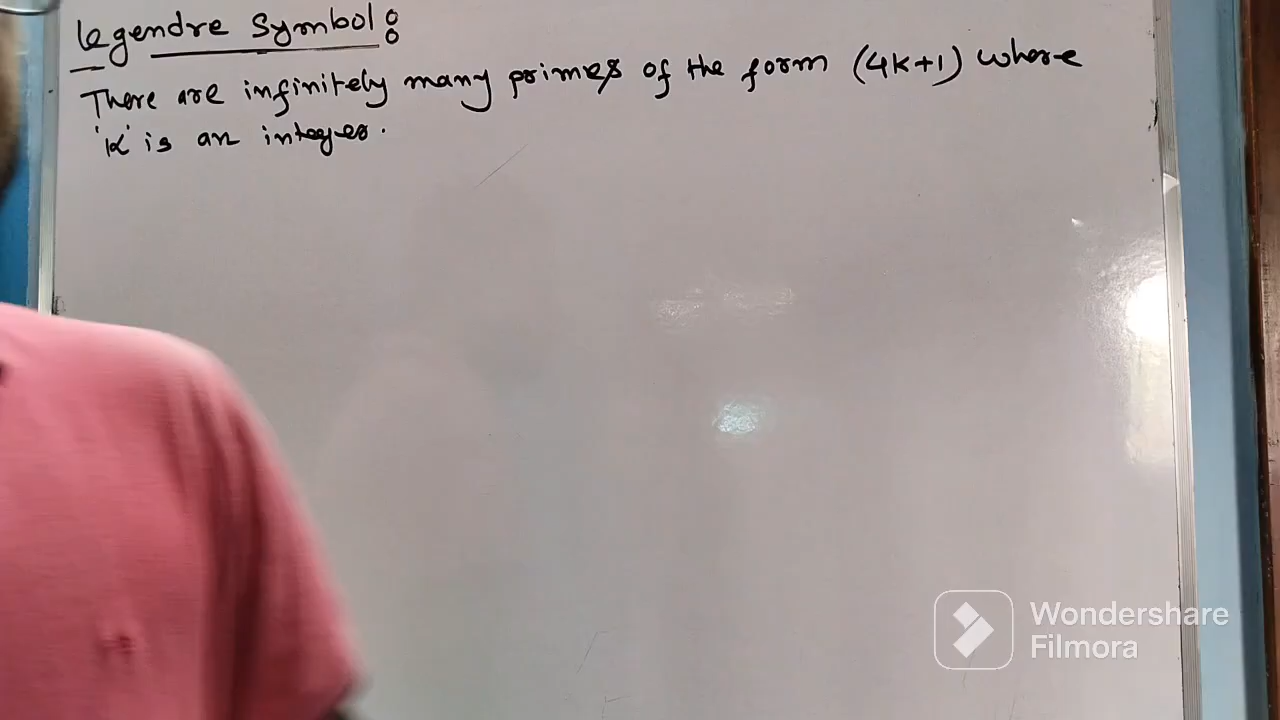 Legendre Symbol:
There are infinitely many primes of the form (4K+1) where
'K' is an integer.
Wondershare
Filmora